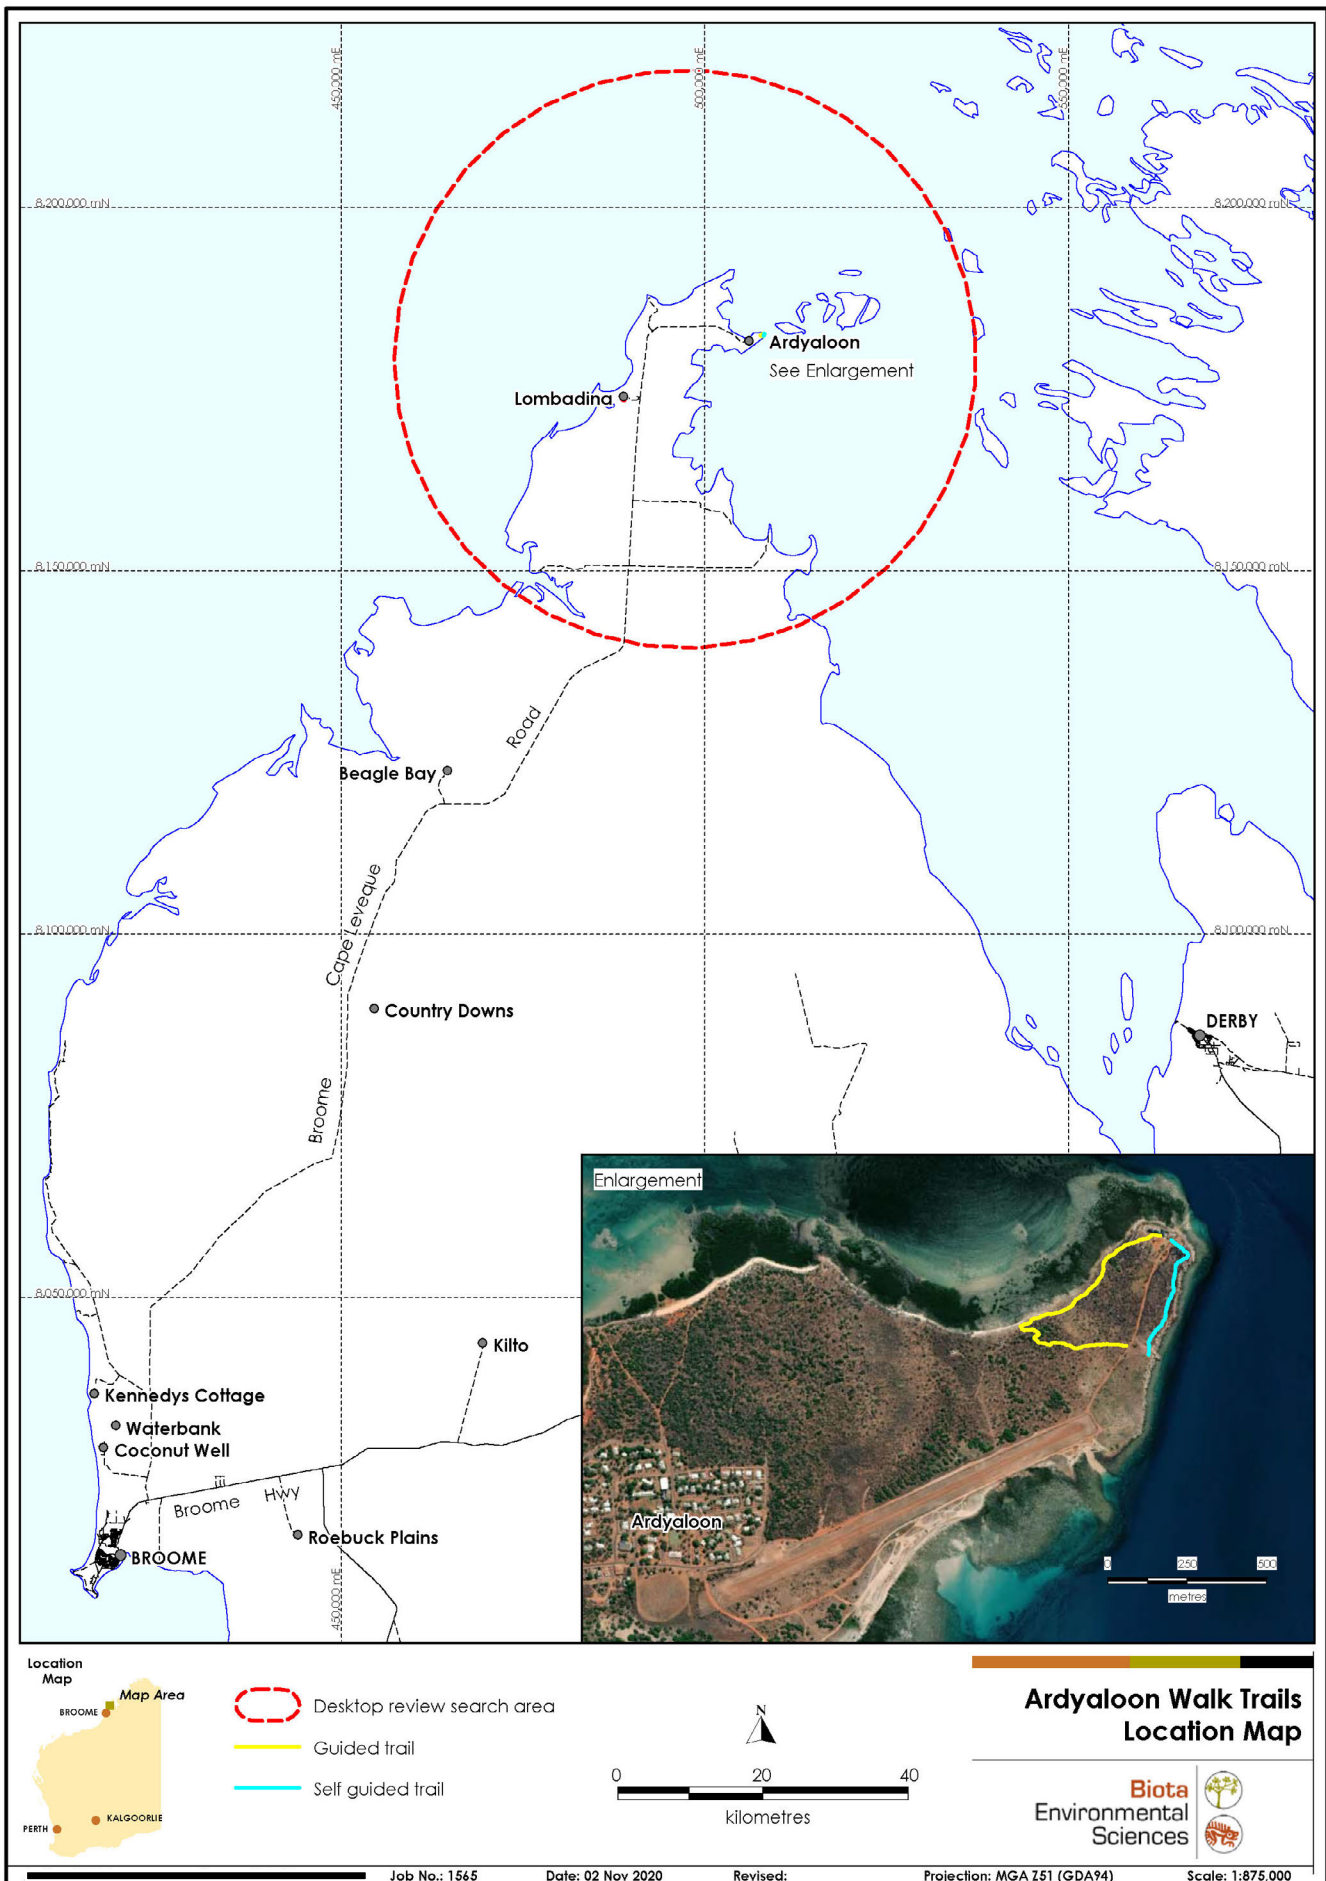 450,000 mE
500,000 mE
550,000 mE
8,200,000 mN
8,200,000 mN
Ardyaloon
See Enlargement
Lombadina
8,150,000 mN
8,150,000 mN
Road
Beagle Bay
Cape Leveque
8,100,000 mN
8,100,000 mN
Country Downs
DERBY
Broome
Enlargement
8,050,000 mN
Kilto
Kennedys Cottage
Waterbank
Coconut Well
Broome Hwy
Ardyaloon
Roebuck Plains
BROOME
0 250 500
metres
450,000 mE
Location
Map
Map Area
BROOME
KALGOORLIE
PERTH
Desktop review search area
Guided trail
Self guided trail
N
0 20 40
kilometres
Ardyaloon Walk Trails
Location Map
Biota
Environmental
Sciences
Job No.: 1565 Date: 02 Nov 2020 Revised: Projection: MGA Z51 (GDA94) Scale: 1:875,000